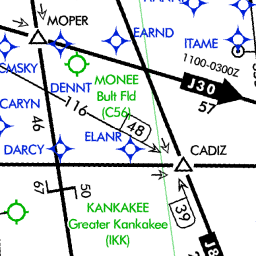 MOPER
EARND
ITAME
1100-0300Z
MONEE
Bult Fld
(C56)
J30
57
DENNT
MSKY
CARYN
116
48
46
ELANR
DARCY
CADIZ
67
50
39
KANKAKEE
Greater Kankakee
(IKK)